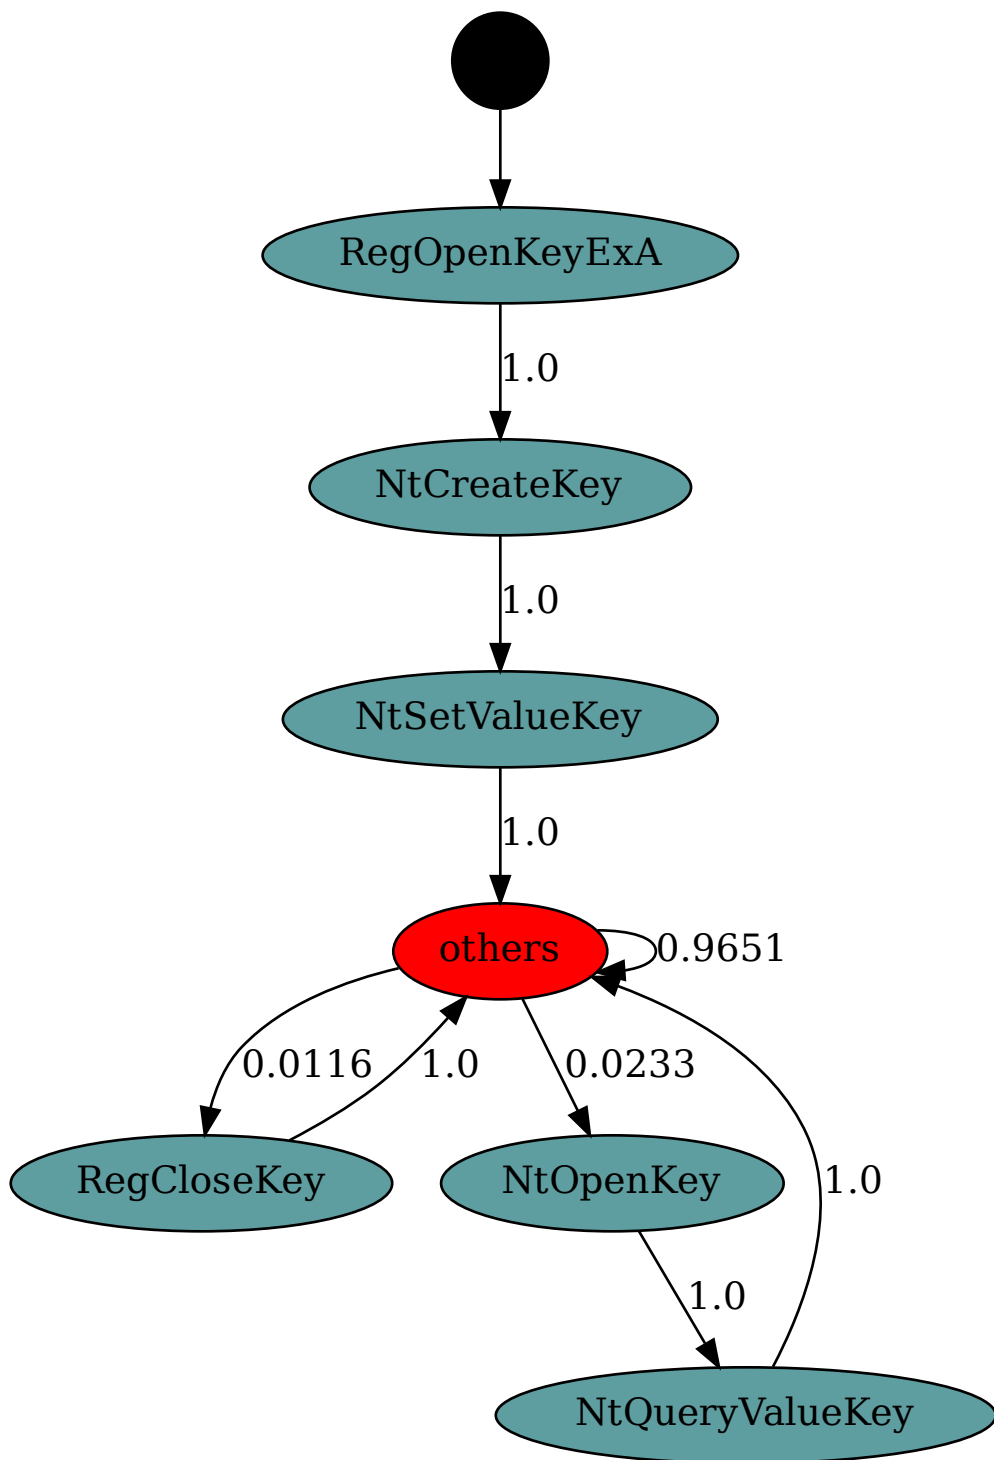 RegOpenKeyExA
1.0
NtCreateKey
1.0
NtSetValueKey
1.0
others
0.9651
0.0116
1.0
0.0233
RegCloseKey
NtOpenKey
1.0
1.0
NtQueryValueKey